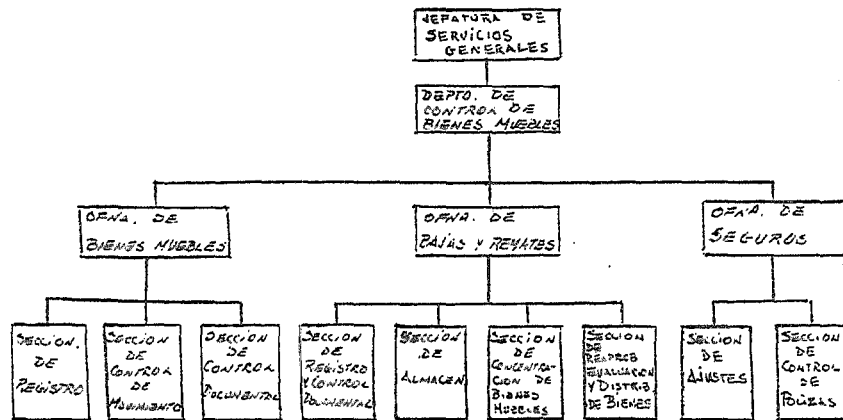 JEFATURA DE
SERVICIOS
GENERALES
DEPTO. DE
CONTROL DE
BIENES MUEBLES
OFNA. DE
BIENES MUEBLES
OFNA. DE
BAJAS Y REMATES
OFNA. DE
SEGUROS
SECCION.
DE
REGISTRO
SECCION
DE
CONTROL
DE
MOVIMIENTO
SECCION
DE
CONTROL
DOCUMENTAL
SECCION
DE
REGISTRO
Y CONTROL
DOCUMENTAL
SECCION
DE
ALMACEN
SECCION
DE
CONCENTRA-
CION DE
BIENES
MUEBLES
SECCION
DE
REAPROB
EVALUACION
Y DISTRIB
DE BIENES
SECCION
DE
AJUSTES
SECCION
DE
CONTROL
DE
POLIZAS